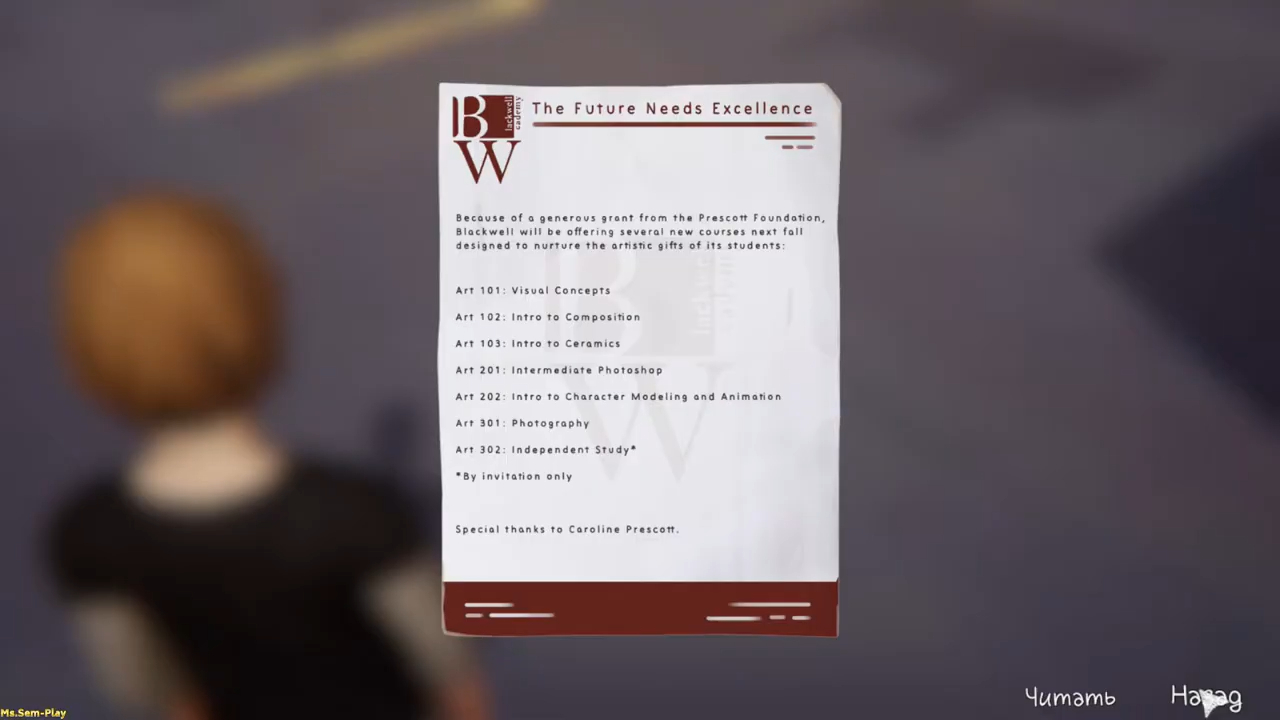 B lackwell
cademy
W
The Future Needs Excellence
Because of a generous grant from the Prescott Foundation,
Blackwell will be offering several new courses next fall
designed to nurture the artistic gifts of its students:
Art 101: Visual Concepts
Art 102: Intro to Composition
Art 103: Intro to Ceramics
Art 201: Intermediate Photoshop
Art 202: Intro to Character Modeling and Animation
Art 301: Photography
Art 302: Independent Study*
*By invitation only
Special thanks to Caroline Prescott.
Читать Назад
Ms.Sem-Play